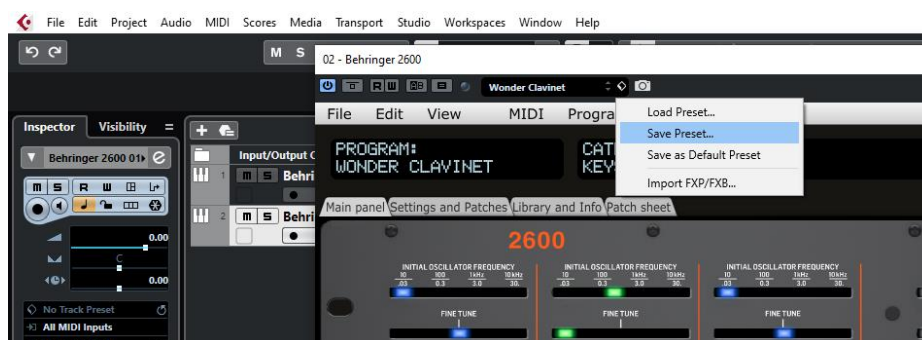 File Edit Project Audio MIDI Scores Media Transport Studio Workspaces Window Help
M S
02 - Behringer 2600
R W
Wonder Clavinet
File Edit View MIDI Progra
Load Preset...
Save Preset...
Save as Default Preset
Import FXP/FXB...
Inspector Visibility
Behringer 2600 01
Input/Output C
PROGRAM:
WONDER CLAVINET
CAT
KEY
m S R W
1 m S Behri
2 m S Behri
Main panel Settings and Patches Library and Info Patch sheet
0.00
C
0.00
2600
INITIAL OSCILLATOR FREQUENCY
10 100 1kHz 10kHz
.03 0.3 3.0 30.
INITIAL OSCILLATOR FREQUENCY
10 100 1kHz 10kHz
.03 0.3 3.0 30.
INITIAL OSCILLATOR FREQUENCY
10 100 1kHz 10kHz
.03 0.3 3.0 30.
FINE TUNE
FINE TUNE
FINE TUNE
No Track Preset
All MIDI Inputs